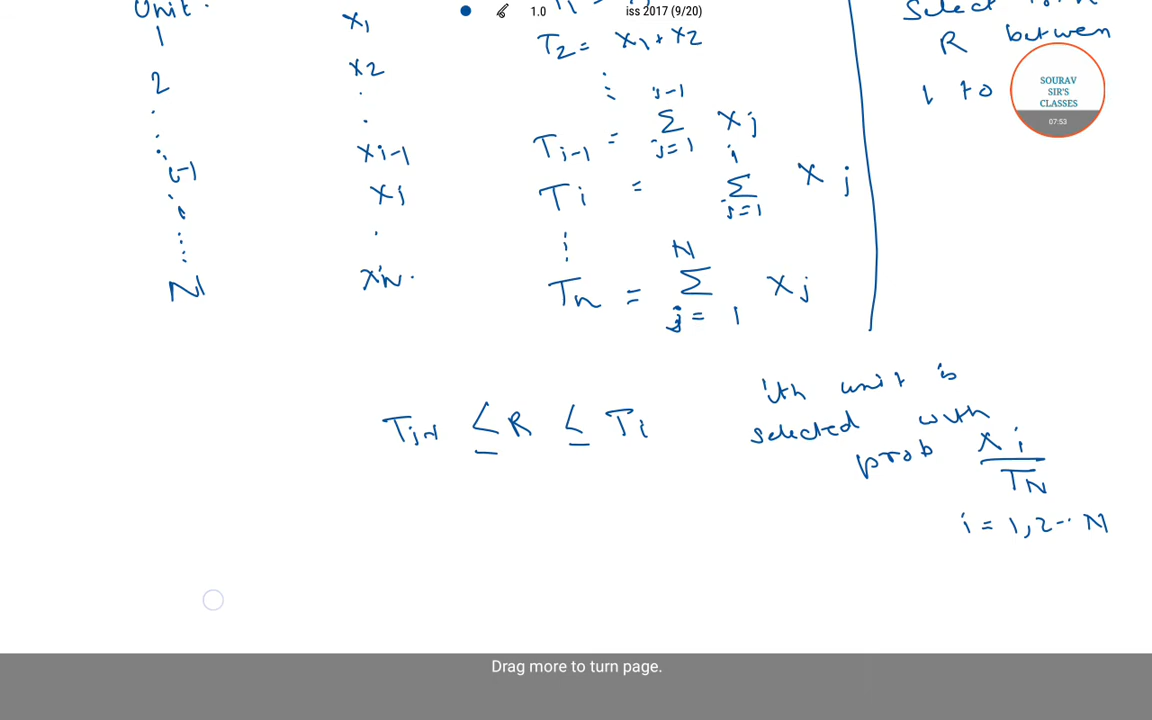 1.0 iss 2017 (9/20)
Unit.
1 x1
T2 = x1 + x2
2 x2
Select
R between
1 to
SOURAV
SIR'S
CLASSES
07:53
i-1 xi-1 Ti-1 = i-1 Σ j=1 xj
i xi Ti = i Σ j=1 xj
N xN. Tn = N Σ j=1 xj
ith unit is
selected with
prob xi / TN
i = 1, 2 -- N
≤ R ≤ Ti
Drag more to turn page.